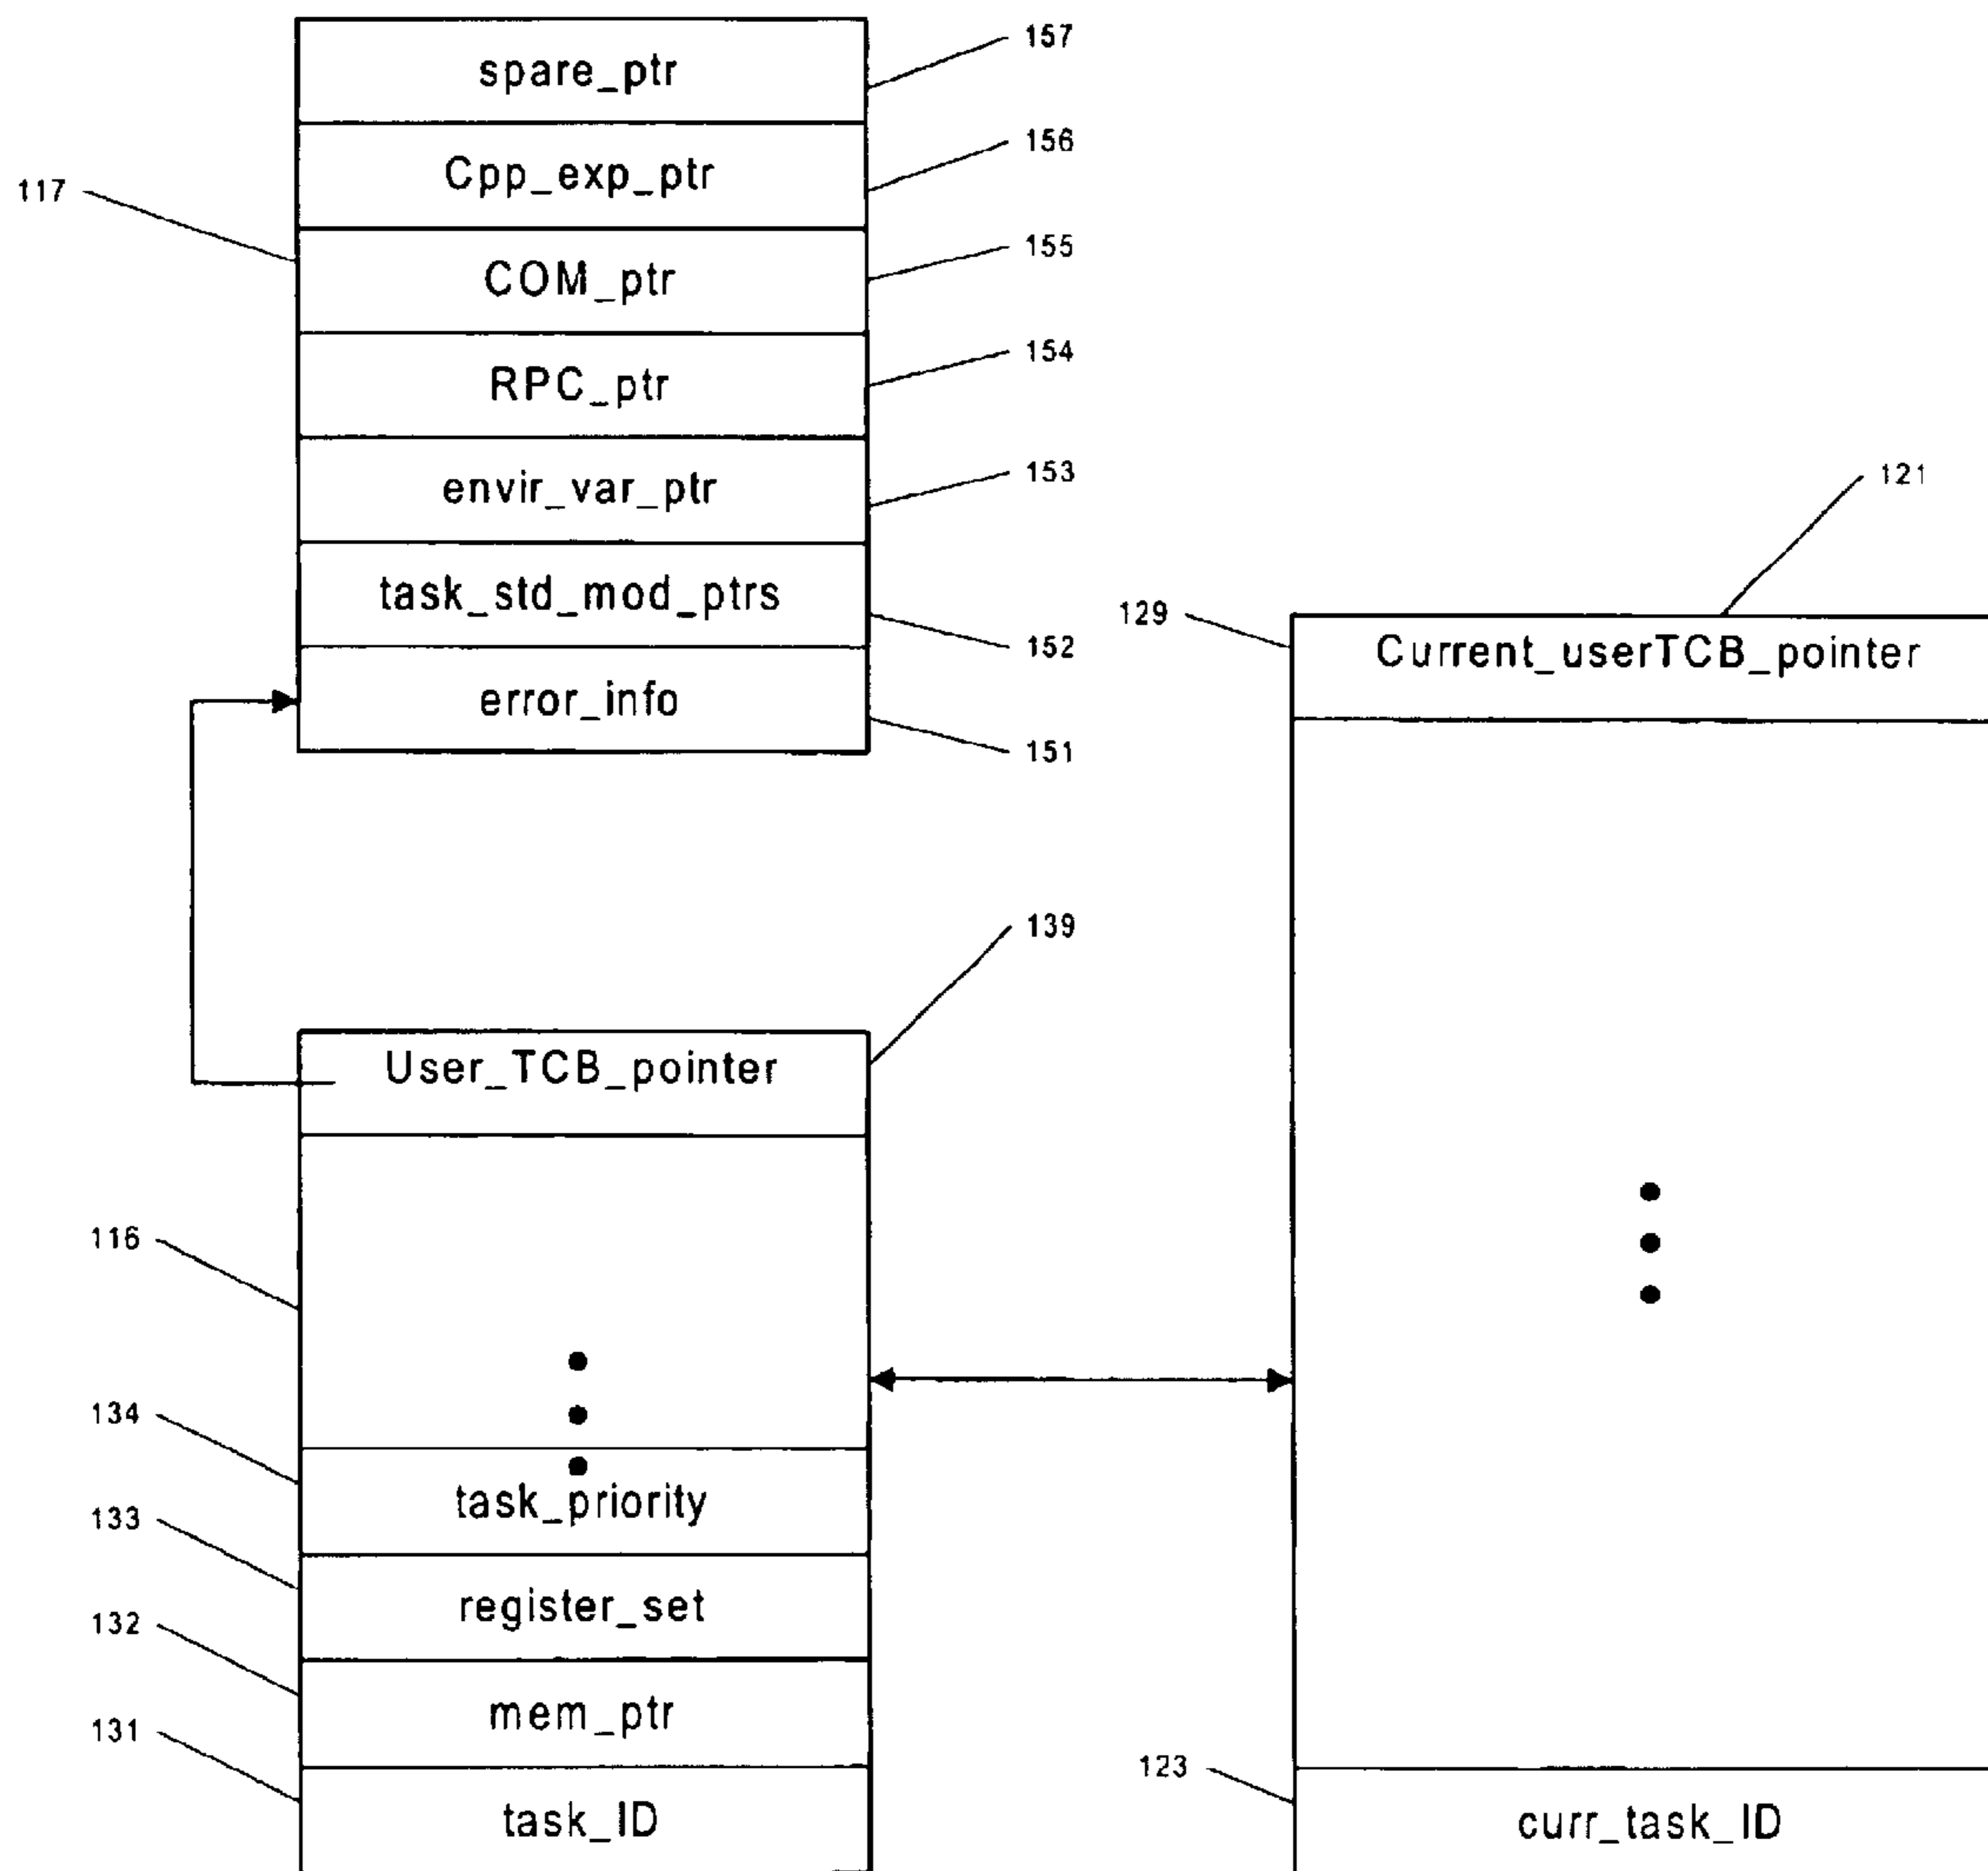 spare_ptr
157
Cpp_exp_ptr
156
117
COM_ptr
155
RPC_ptr
154
envir_var_ptr
153
task_std_mod_ptrs
152
error_info
151
121
129
Current_userTCB_pointer
139
User_TCB_pointer
116
134
task_priority
133
register_set
132
mem_ptr
131
task_ID
123
curr_task_ID